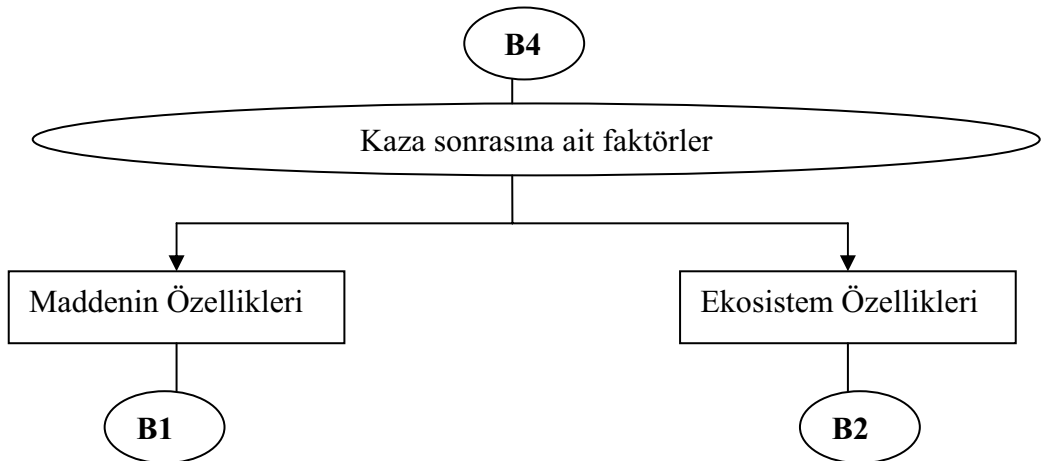 B4
Kaza sonrasına ait faktörler
Maddenin Özellikleri
Ekosistem Özellikleri
B1
B2